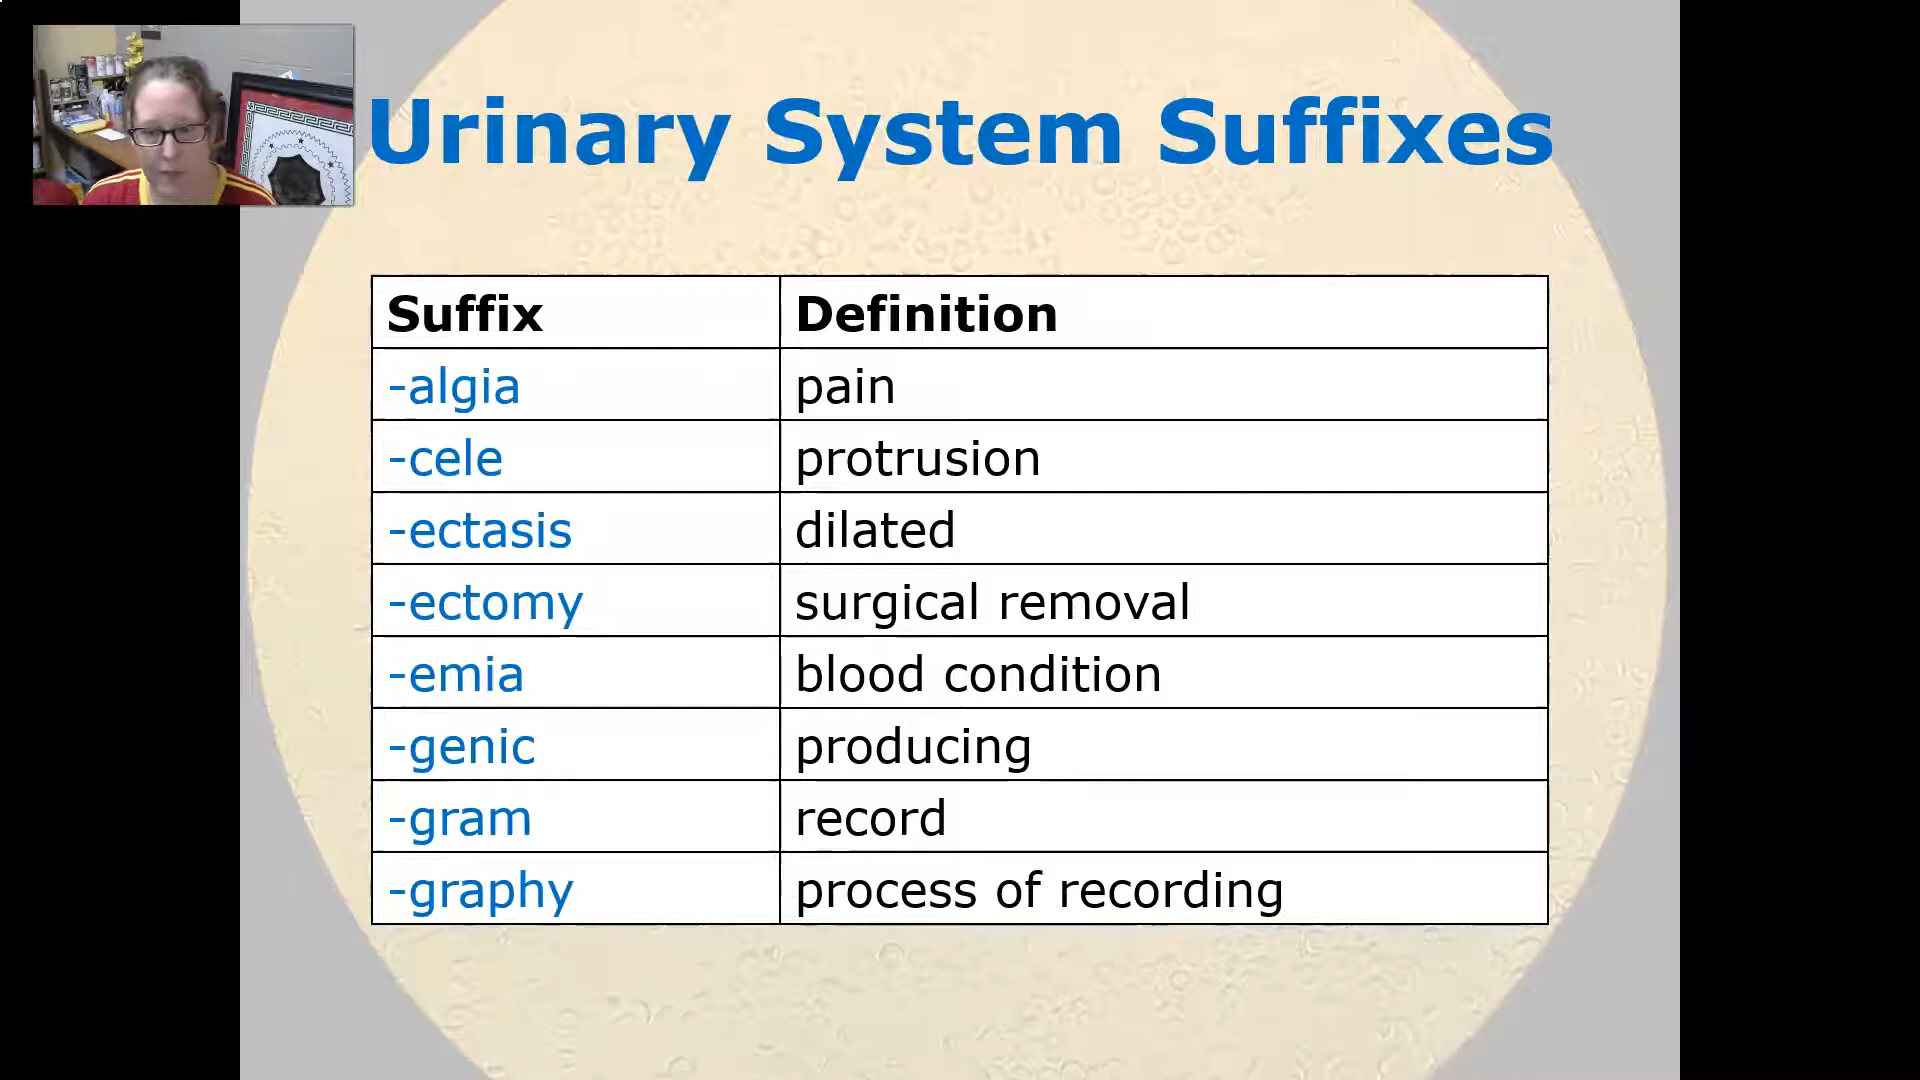 Urinary System Suffixes
Suffix Definition
-algia pain
-cele protrusion
-ectasis dilated
-ectomy surgical removal
-emia blood condition
-genic producing
-gram record
-graphy process of recording